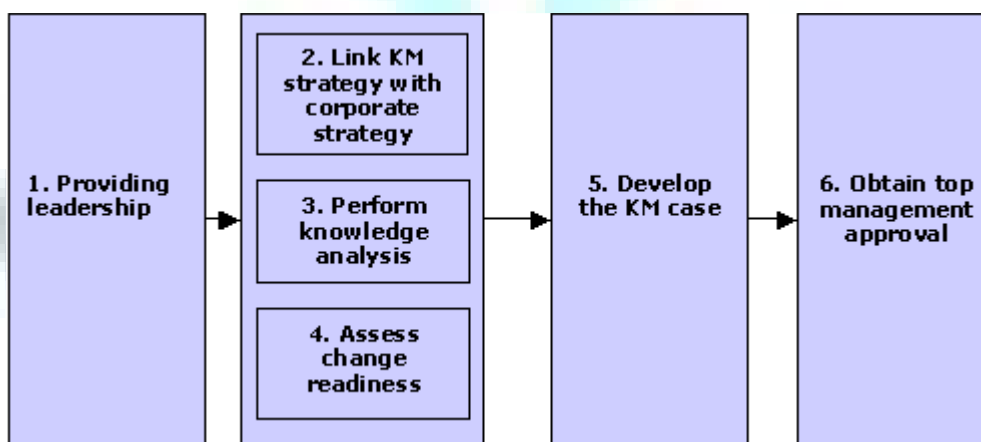 1. Providing
leadership
2. Link KM
strategy with
corporate
strategy
3. Perform
knowledge
analysis
4. Assess
change
readiness
5. Develop
the KM case
6. Obtain top
management
approval